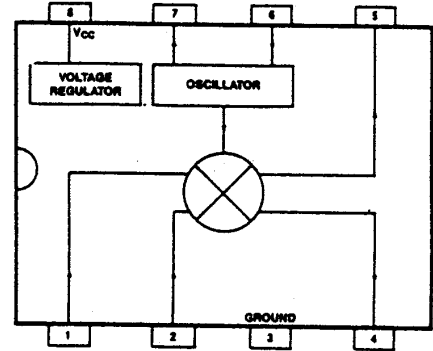 8 7 6 5
VCC
VOLTAGE
REGULATOR
OSCILLATOR
GROUND
1 2 3 4